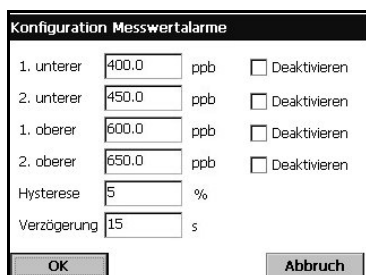 Konfiguration Messwertalarme
1. unterer 400.0 ppb Deaktivieren
2. unterer 450.0 ppb Deaktivieren
1. oberer 600.0 ppb Deaktivieren
2. oberer 650.0 ppb Deaktivieren
Hysterese 5 %
Verzögerung 15 s
OK Abbruch